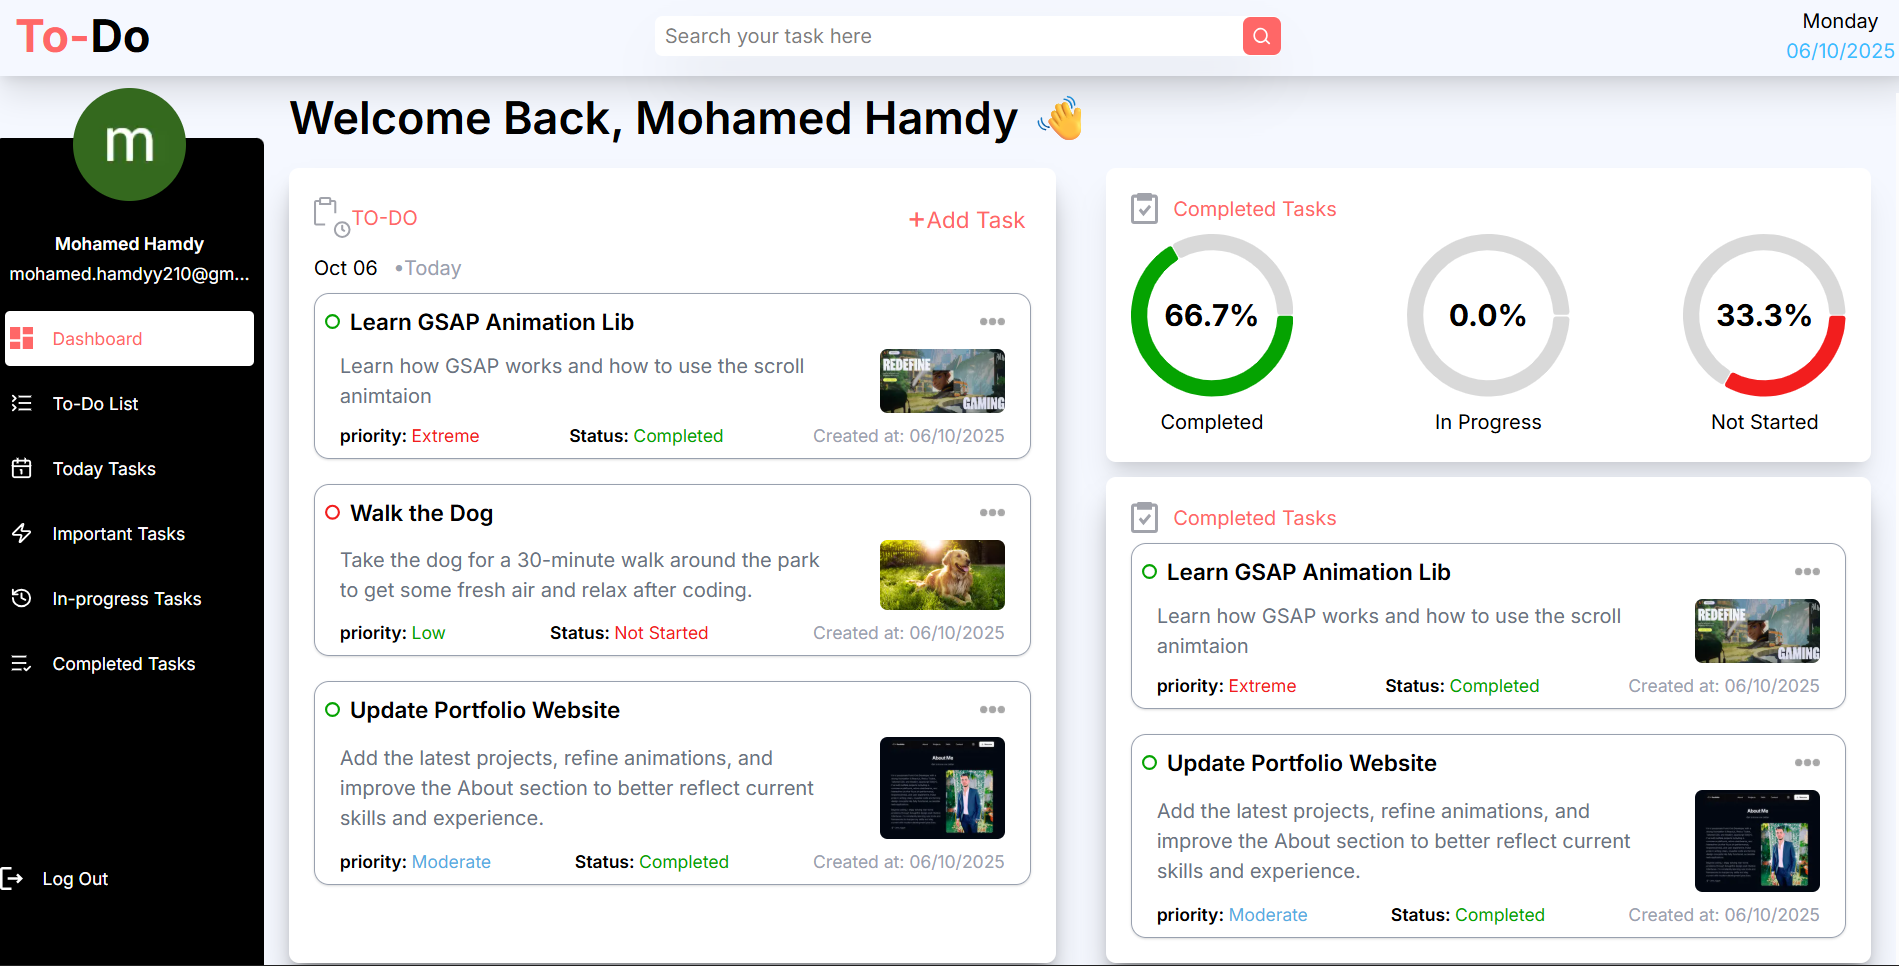 To-Do
Search your task here
Monday
06/10/2025
m
Mohamed Hamdy
mohamed.hamdyy210@gm...
Dashboard
To-Do List
Today Tasks
Important Tasks
In-progress Tasks
Completed Tasks
Log Out
Welcome Back, Mohamed Hamdy 👋
TO-DO
+Add Task
Oct 06 •Today
Learn GSAP Animation Lib
Learn how GSAP works and how to use the scroll
animtaion
REDEFINE
GAMING
priority: Extreme Status: Completed Created at: 06/10/2025
Walk the Dog
Take the dog for a 30-minute walk around the park
to get some fresh air and relax after coding.
priority: Low Status: Not Started Created at: 06/10/2025
Update Portfolio Website
Add the latest projects, refine animations, and
improve the About section to better reflect current
skills and experience.
About Me
priority: Moderate Status: Completed Created at: 06/10/2025
Completed Tasks
66.7% 0.0% 33.3%
Completed In Progress Not Started
Completed Tasks
Learn GSAP Animation Lib
Learn how GSAP works and how to use the scroll
animtaion
REDEFINE
GAMING
priority: Extreme Status: Completed Created at: 06/10/2025
Update Portfolio Website
Add the latest projects, refine animations, and
improve the About section to better reflect current
skills and experience.
About Me
priority: Moderate Status: Completed Created at: 06/10/2025